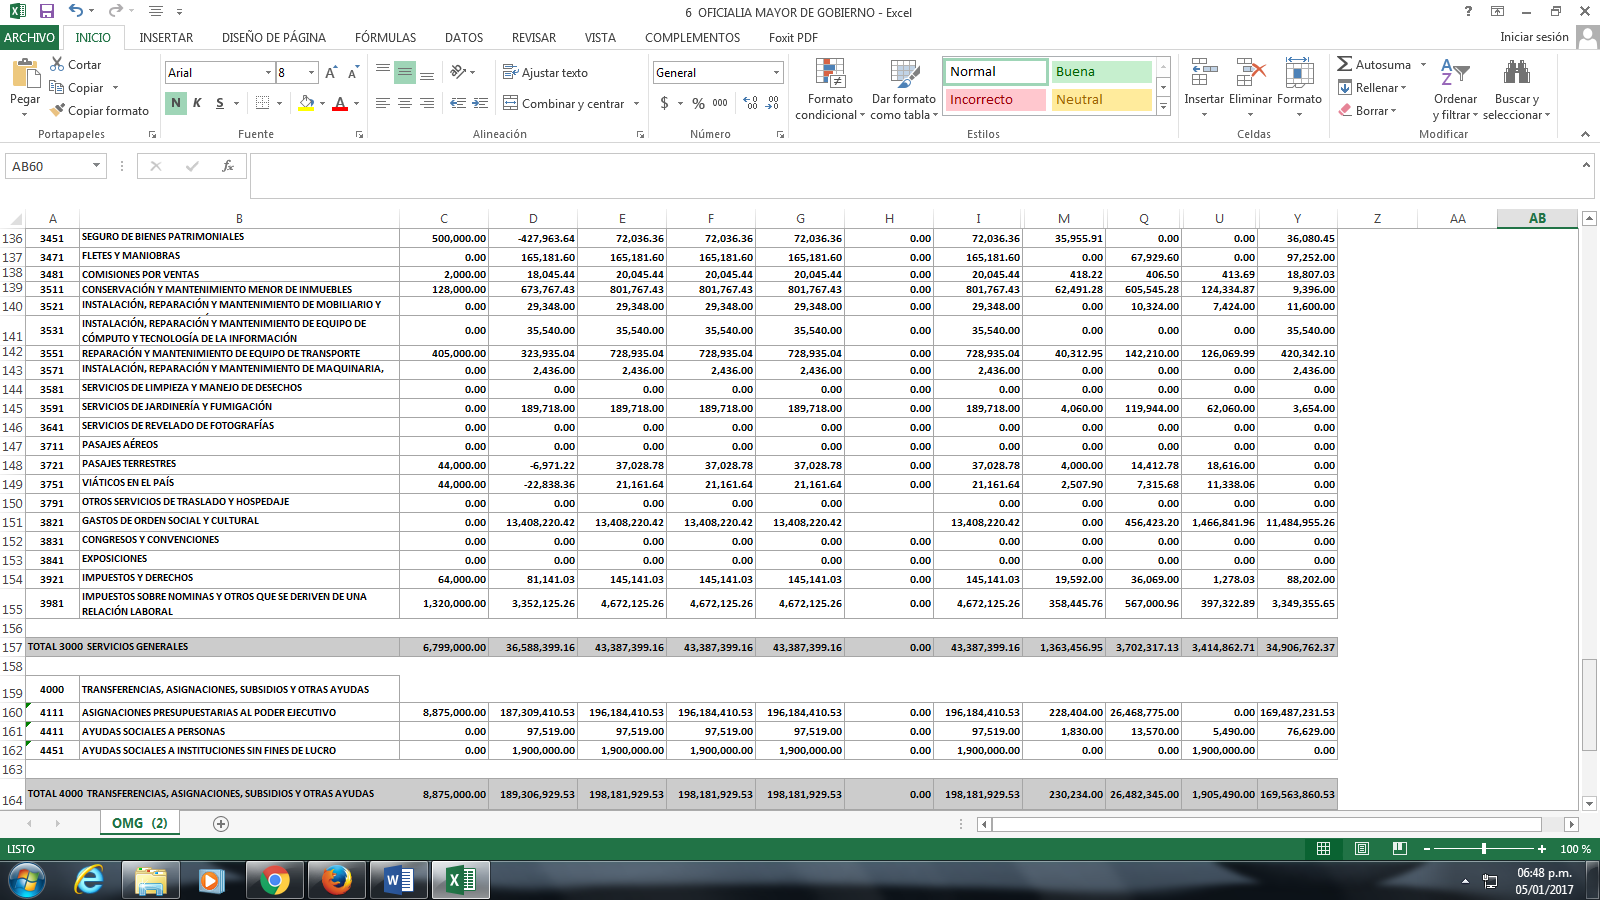 6 OFICIALIA MAYOR DE GOBIERNO - Excel
ARCHIVO INICIO INSERTAR DISEÑO DE PÁGINA FÓRMULAS DATOS REVISAR VISTA COMPLEMENTOS Foxit PDF Iniciar sesión
Pegar
Cortar
Copiar
Copiar formato
Portapapeles
Arial 8
N K S
Fuente
Ajustar texto
Combinar y centrar
Alineación
General
$ % 000
Número
Formato condicional
Dar formato como tabla
Normal Buena
Incorrecto Neutral
Estilos
Insertar Eliminar Formato
Celdas
Autosuma
Rellenar
Borrar
Ordenar y filtrar
Buscar y seleccionar
Modificar
AB60 fx
A B C D E F G H I M Q U Y Z AA AB
136 3451 SEGURO DE BIENES PATRIMONIALES 500,000.00 -427,963.64 72,036.36 72,036.36 72,036.36 0.00 72,036.36 35,955.91 0.00 0.00 36,080.45
137 3471 FLETES Y MANIOBRAS 0.00 165,181.60 165,181.60 165,181.60 165,181.60 0.00 165,181.60 0.00 67,929.60 0.00 97,252.00
138 3481 COMISIONES POR VENTAS 2,000.00 18,045.44 20,045.44 20,045.44 20,045.44 0.00 20,045.44 418.22 406.50 413.69 18,807.03
139 3511 CONSERVACIÓN Y MANTENIMIENTO MENOR DE INMUEBLES 128,000.00 673,767.43 801,767.43 801,767.43 801,767.43 0.00 801,767.43 62,491.28 605,545.28 124,334.87 9,396.00
140 3521 INSTALACIÓN, REPARACIÓN Y MANTENIMIENTO DE MOBILIARIO Y 0.00 29,348.00 29,348.00 29,348.00 29,348.00 0.00 29,348.00 0.00 10,324.00 7,424.00 11,600.00
141 3531 INSTALACIÓN, REPARACIÓN Y MANTENIMIENTO DE EQUIPO DE
CÓMPUTO Y TECNOLOGÍA DE LA INFORMACIÓN 0.00 35,540.00 35,540.00 35,540.00 35,540.00 0.00 35,540.00 0.00 0.00 0.00 35,540.00
142 3551 REPARACIÓN Y MANTENIMIENTO DE EQUIPO DE TRANSPORTE 405,000.00 323,935.04 728,935.04 728,935.04 728,935.04 0.00 728,935.04 40,312.95 142,210.00 126,069.99 420,342.10
143 3571 INSTALACIÓN, REPARACIÓN Y MANTENIMIENTO DE MAQUINARIA, 0.00 2,436.00 2,436.00 2,436.00 2,436.00 0.00 2,436.00 0.00 0.00 0.00 2,436.00
144 3581 SERVICIOS DE LIMPIEZA Y MANEJO DE DESECHOS 0.00 0.00 0.00 0.00 0.00 0.00 0.00 0.00 0.00 0.00 0.00
145 3591 SERVICIOS DE JARDINERÍA Y FUMIGACIÓN 0.00 189,718.00 189,718.00 189,718.00 189,718.00 0.00 189,718.00 4,060.00 119,944.00 62,060.00 3,654.00
146 3641 SERVICIOS DE REVELADO DE FOTOGRAFÍAS 0.00 0.00 0.00 0.00 0.00 0.00 0.00 0.00 0.00 0.00 0.00
147 3711 PASAJES AÉREOS 0.00 0.00 0.00 0.00 0.00 0.00 0.00 0.00 0.00 0.00 0.00
148 3721 PASAJES TERRESTRES 44,000.00 -6,971.22 37,028.78 37,028.78 37,028.78 0.00 37,028.78 4,000.00 14,412.78 18,616.00 0.00
149 3751 VIÁTICOS EN EL PAÍS 44,000.00 -22,838.36 21,161.64 21,161.64 21,161.64 0.00 21,161.64 2,507.90 7,315.68 11,338.06 0.00
150 3791 OTROS SERVICIOS DE TRASLADO Y HOSPEDAJE 0.00 0.00 0.00 0.00 0.00 0.00 0.00 0.00 0.00 0.00
151 3821 GASTOS DE ORDEN SOCIAL Y CULTURAL 0.00 13,408,220.42 13,408,220.42 13,408,220.42 13,408,220.42 13,408,220.42 0.00 456,423.20 1,466,841.96 11,484,955.26
152 3831 CONGRESOS Y CONVENCIONES 0.00 0.00 0.00 0.00 0.00 0.00 0.00 0.00 0.00 0.00 0.00
153 3841 EXPOSICIONES 0.00 0.00 0.00 0.00 0.00 0.00 0.00 0.00 0.00 0.00 0.00
154 3921 IMPUESTOS Y DERECHOS 64,000.00 81,141.03 145,141.03 145,141.03 145,141.03 0.00 145,141.03 19,592.00 36,069.00 1,278.03 88,202.00
155 3981 IMPUESTOS SOBRE NOMINAS Y OTROS QUE SE DERIVEN DE UNA
RELACIÓN LABORAL 1,320,000.00 3,352,125.26 4,672,125.26 4,672,125.26 4,672,125.26 0.00 4,672,125.26 358,445.76 567,000.96 397,322.89 3,349,355.65
156
157 TOTAL 3000 SERVICIOS GENERALES 6,799,000.00 36,588,399.16 43,387,399.16 43,387,399.16 43,387,399.16 0.00 43,387,399.16 1,363,456.95 3,702,317.13 3,414,862.71 34,906,762.37
158
159 4000 TRANSFERENCIAS, ASIGNACIONES, SUBSIDIOS Y OTRAS AYUDAS
160 4111 ASIGNACIONES PRESUPUESTARIAS AL PODER EJECUTIVO 8,875,000.00 187,309,410.53 196,184,410.53 196,184,410.53 196,184,410.53 0.00 196,184,410.53 228,404.00 26,468,775.00 0.00 169,487,231.53
161 4411 AYUDAS SOCIALES A PERSONAS 0.00 97,519.00 97,519.00 97,519.00 97,519.00 0.00 97,519.00 1,830.00 13,570.00 5,490.00 76,629.00
162 4451 AYUDAS SOCIALES A INSTITUCIONES SIN FINES DE LUCRO 0.00 1,900,000.00 1,900,000.00 1,900,000.00 1,900,000.00 0.00 1,900,000.00 0.00 0.00 1,900,000.00 0.00
163
164 TOTAL 4000 TRANSFERENCIAS, ASIGNACIONES, SUBSIDIOS Y OTRAS AYUDAS 8,875,000.00 189,306,929.53 198,181,929.53 198,181,929.53 198,181,929.53 0.00 198,181,929.53 230,234.00 26,482,345.00 1,905,490.00 169,563,860.53
OMG (2)
LISTO 100 %
06:48 p.m.
05/01/2017